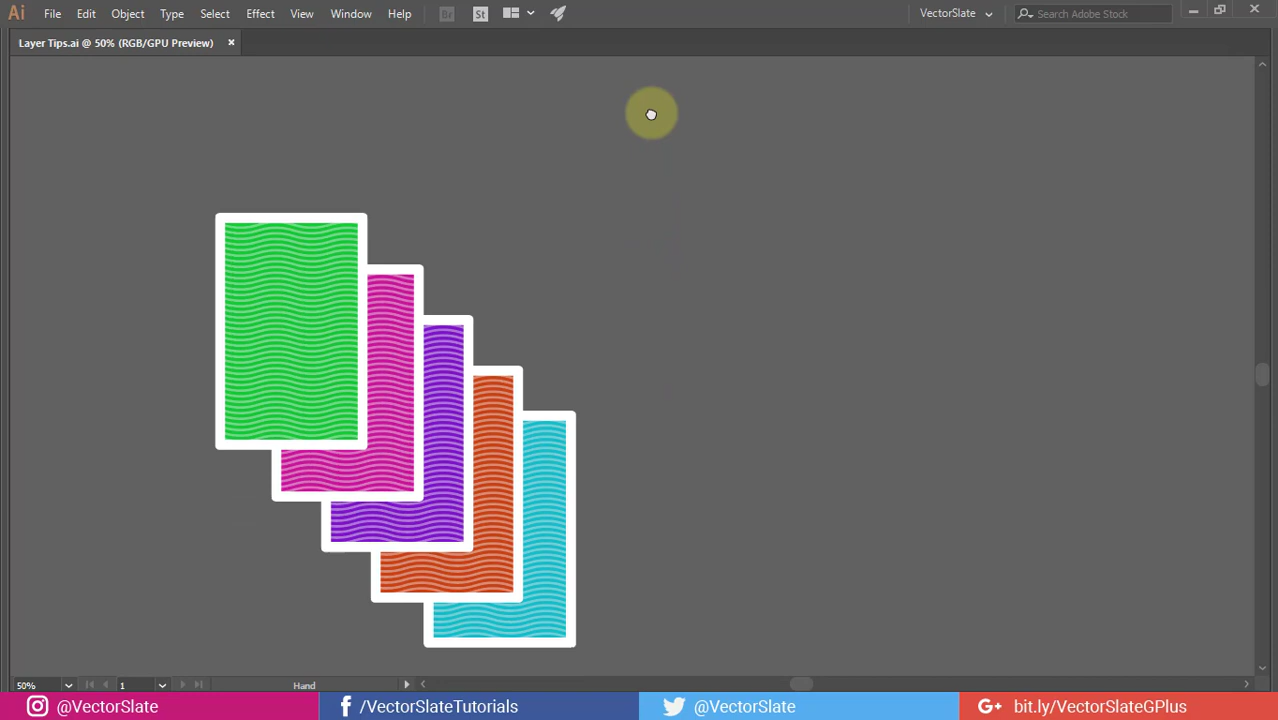 Ai File Edit Object Type Select Effect View Window Help Br St VectorSlate Search Adobe Stock
Layer Tips.ai @ 50% (RGB/GPU Preview) ×
50% 1 Hand
@VectorSlate /VectorSlateTutorials @VectorSlate G+ bit.ly/VectorSlateGPlus